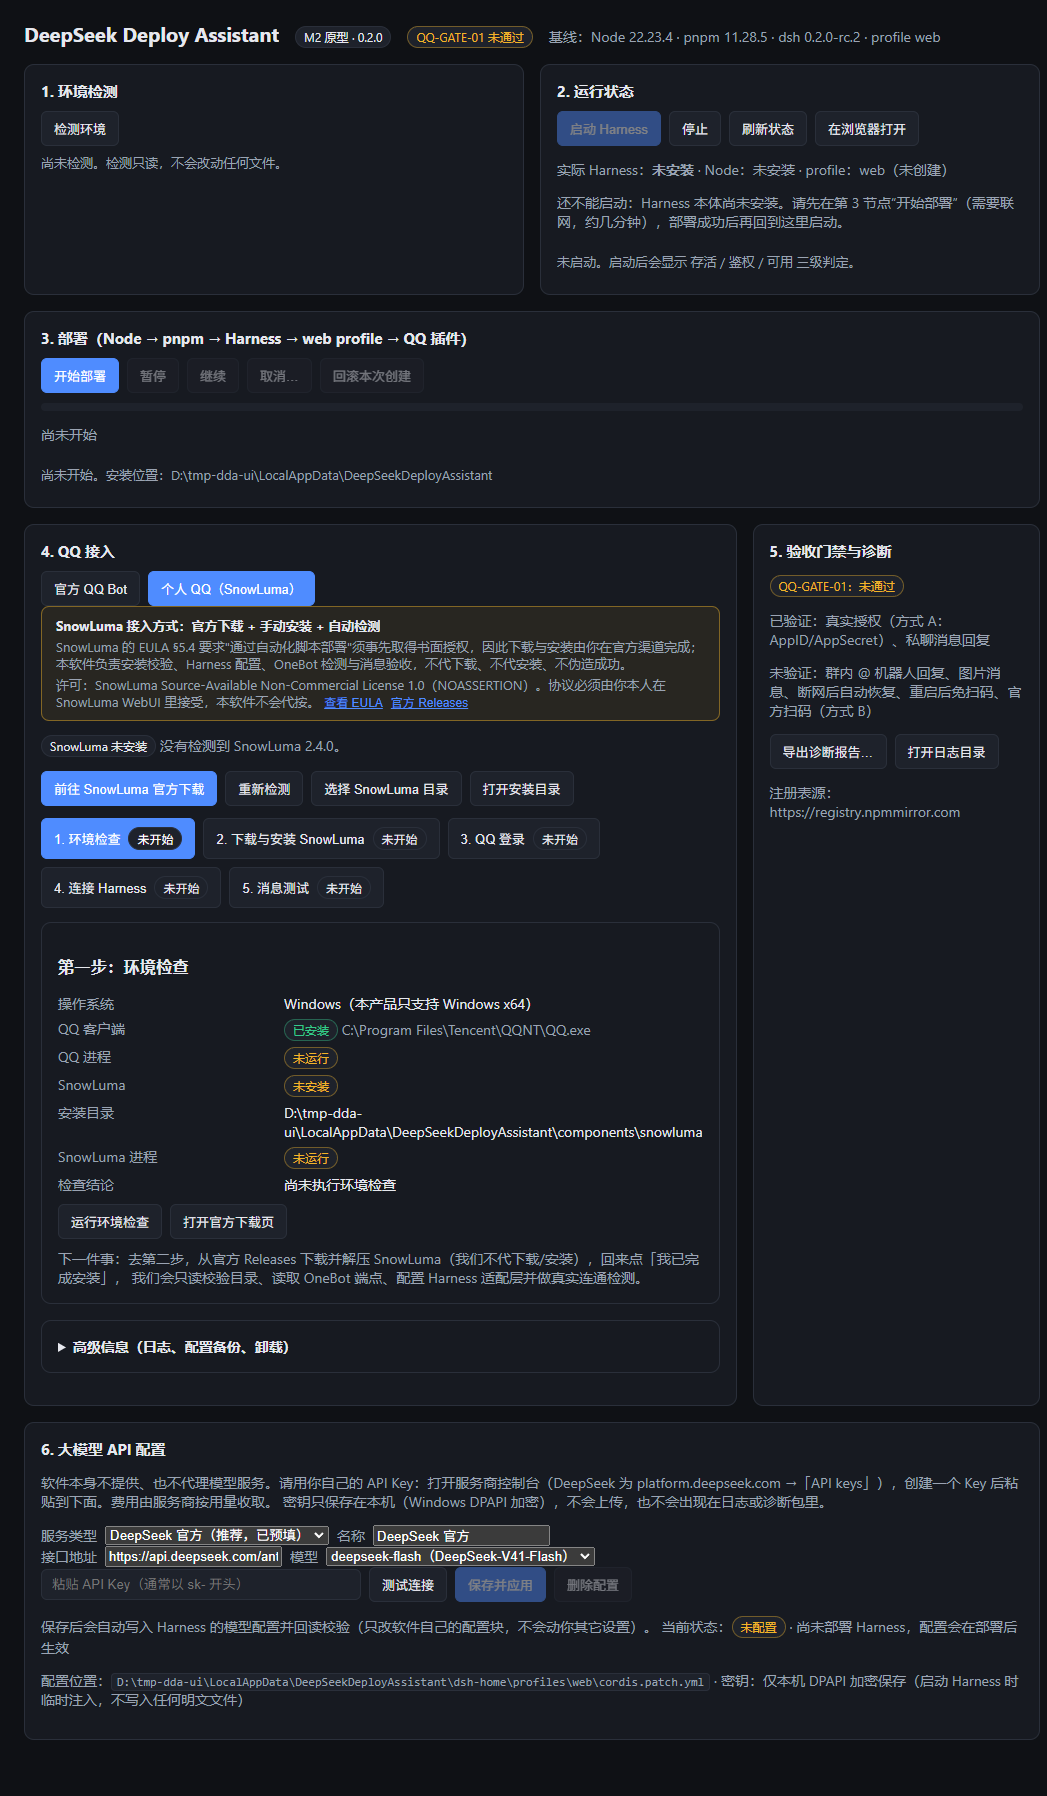 DeepSeek Deploy Assistant M2 原型 · 0.2.0 QQ-GATE-01 未通过 基线：Node 22.23.4 · pnpm 11.28.5 · dsh 0.2.0-rc.2 · profile web
1. 环境检测
检测环境
尚未检测。检测只读，不会改动任何文件。
2. 运行状态
启动 Harness 停止 刷新状态 在浏览器打开
实际 Harness：未安装 · Node：未安装 · profile：web（未创建）
还不能启动：Harness 本体尚未安装。请先在第 3 节点“开始部署”（需要联
网，约几分钟），部署成功后再回到这里启动。
未启动。启动后会显示 存活 / 鉴权 / 可用 三级判定。
3. 部署（Node → pnpm → Harness → web profile → QQ 插件）
开始部署 暂停 继续 取消... 回滚本次创建
尚未开始
尚未开始。安装位置：D:\tmp-dda-ui\LocalAppData\DeepSeekDeployAssistant
4. QQ 接入
官方 QQ Bot 个人 QQ（SnowLuma）
SnowLuma 接入方式：官方下载 + 手动安装 + 自动检测
SnowLuma 的 EULA §5.4 要求"通过自动化脚本部署"须事先取得书面授权，因此下载与安装由你在官方渠道完成；
本软件负责安装校验、Harness 配置、OneBot 检测与消息验收，不代下载、不代安装、不伪造成功。
许可：SnowLuma Source-Available Non-Commercial License 1.0（NOASSERTION）。协议必须由你本人在
SnowLuma WebUI 里接受，本软件不会代按。 查看 EULA 官方 Releases
SnowLuma 未安装 没有检测到 SnowLuma 2.4.0。
前往 SnowLuma 官方下载 重新检测 选择 SnowLuma 目录 打开安装目录
1. 环境检查 未开始 2. 下载与安装 SnowLuma 未开始 3. QQ 登录 未开始
4. 连接 Harness 未开始 5. 消息测试 未开始
第一步：环境检查
操作系统 Windows（本产品只支持 Windows x64）
QQ 客户端 已安装 C:\Program Files\Tencent\QQNT\QQ.exe
QQ 进程 未运行
SnowLuma 未安装
安装目录 D:\tmp-dda-
ui\LocalAppData\DeepSeekDeployAssistant\components\snowluma
SnowLuma 进程 未运行
检查结论 尚未执行环境检查
运行环境检查 打开官方下载页
下一件事：去第二步，从官方 Releases 下载并解压 SnowLuma（我们不代下载/安装），回来点「我已完
成安装」， 我们会只读校验目录、读取 OneBot 端点、配置 Harness 适配层并做真实连通检测。
▶ 高级信息（日志、配置备份、卸载）
5. 验收门禁与诊断
QQ-GATE-01：未通过
已验证：真实授权（方式 A：
AppID/AppSecret）、私聊消息回复
未验证：群内 @ 机器人回复、图片消
息、断网后自动恢复、重启后免扫码、官
方扫码（方式 B）
导出诊断报告... 打开日志目录
注册表源：
https://registry.npmmirror.com
6. 大模型 API 配置
软件本身不提供、也不代理模型服务。请用你自己的 API Key：打开服务商控制台（DeepSeek 为 platform.deepseek.com →「API keys」），创建一个 Key 后粘
贴到下面。费用由服务商按用量收取。 密钥只保存在本机（Windows DPAPI 加密），不会上传，也不会出现在日志或诊断包里。
服务类型 DeepSeek 官方（推荐，已预填） 名称 DeepSeek 官方
接口地址 https://api.deepseek.com/ant 模型 deepseek-flash（DeepSeek-V41-Flash）
粘贴 API Key（通常以 sk- 开头） 测试连接 保存并应用 删除配置
保存后会自动写入 Harness 的模型配置并回读校验（只改软件自己的配置块，不会动你其它设置）。 当前状态：未配置 · 尚未部署 Harness，配置会在部署后
生效
配置位置：D:\tmp-dda-ui\LocalAppData\DeepSeekDeployAssistant\dsh-home\profiles\web\cordis.patch.yml · 密钥：仅本机 DPAPI 加密保存（启动 Harness 时
临时注入，不写入任何明文文件）